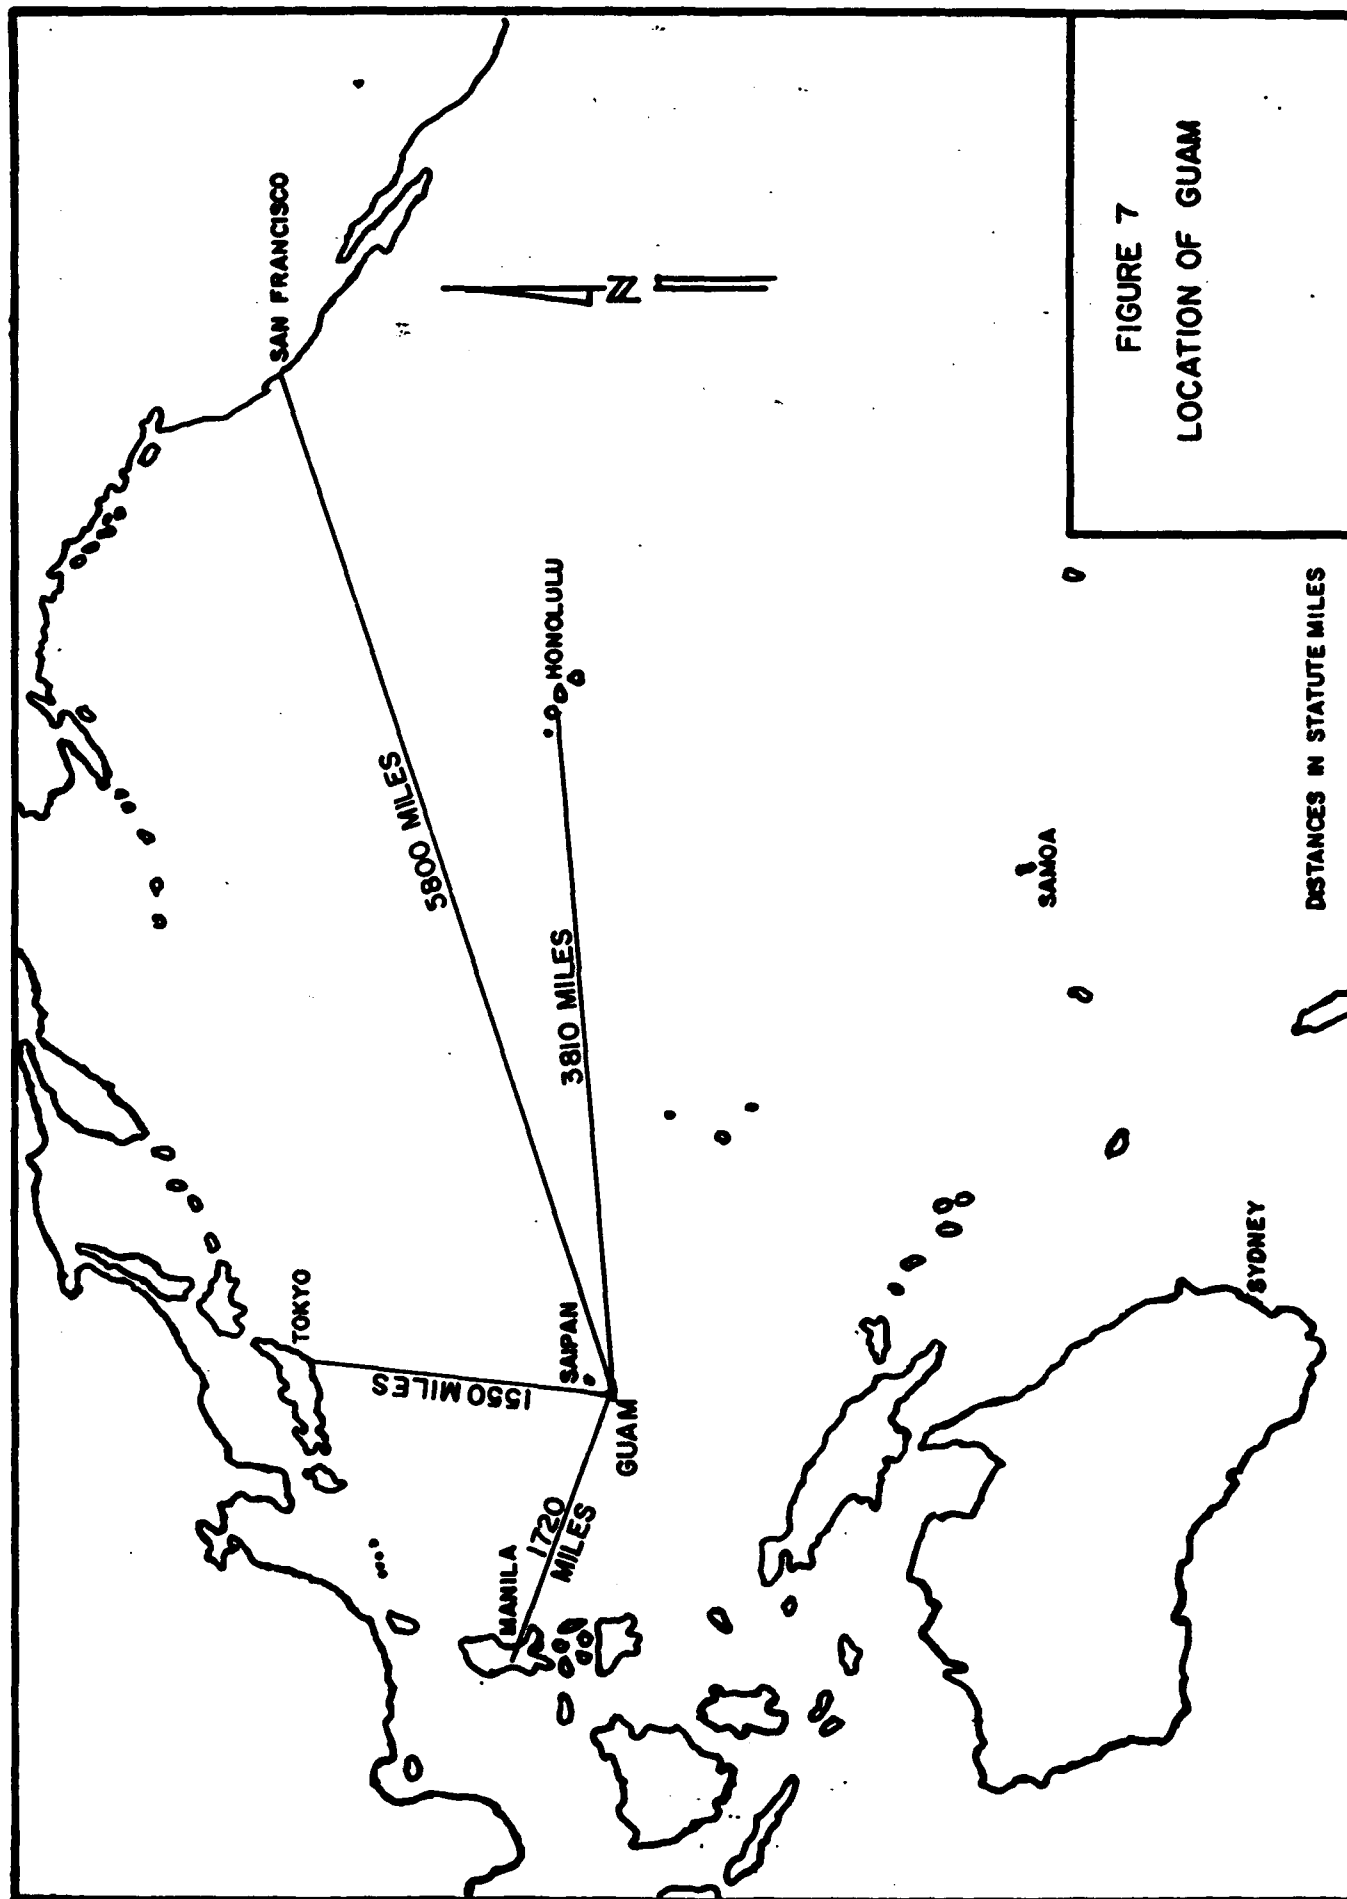 SAN FRANCISCO
5800 MILES
HONOLULU
3810 MILES
TOKYO
1550 MILES
SAIPAN
GUAM
MANILA
1720
MILES
N
SAMOA
SYDNEY
DISTANCES IN STATUTE MILES
FIGURE 7
LOCATION OF GUAM